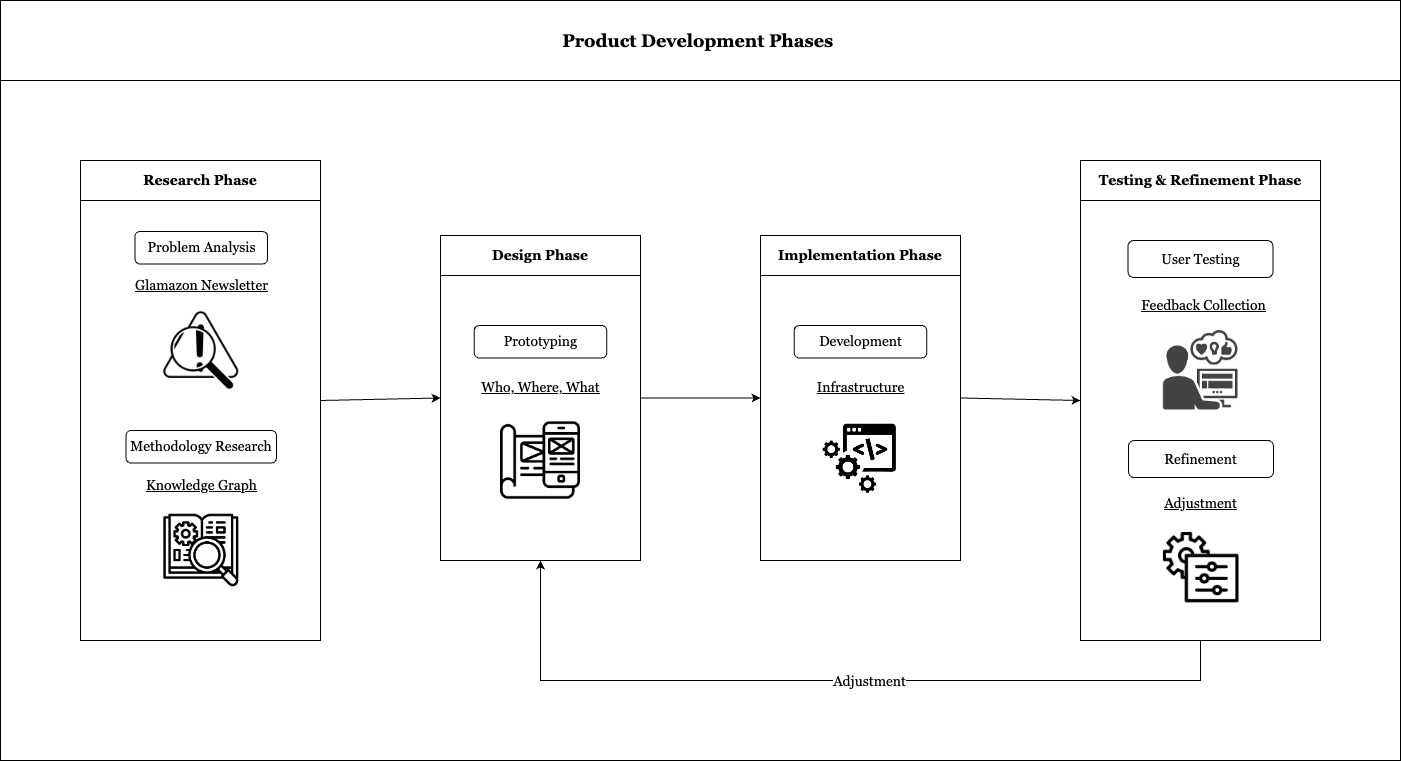 Product Development Phases
Research Phase
Problem Analysis
Glamazon Newsletter
Methodology Research
Knowledge Graph
Design Phase
Prototyping
Who, Where, What
Implementation Phase
Development
Infrastructure
</>
Testing & Refinement Phase
User Testing
Feedback Collection
Refinement
Adjustment
Adjustment